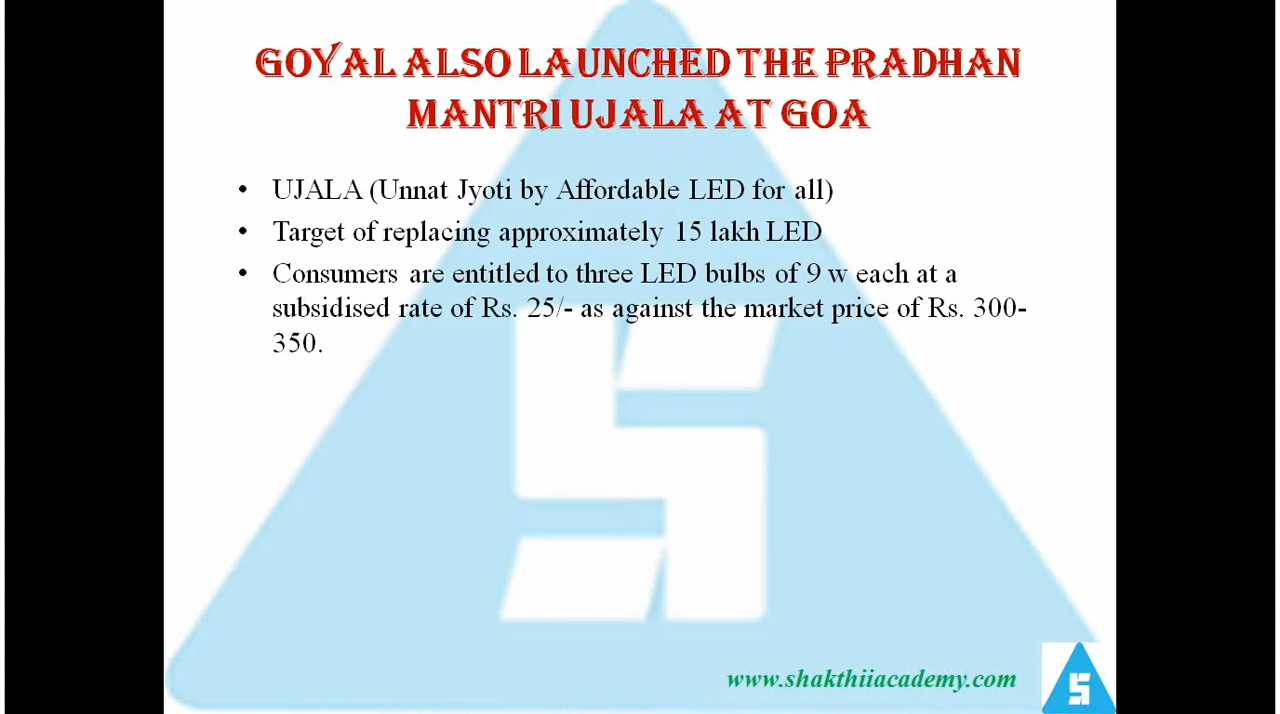 GOYAL ALSO LAUNCHED THE PRADHAN
MANTRI UJALA AT GOA
• UJALA (Unnat Jyoti by Affordable LED for all)
• Target of replacing approximately 15 lakh LED
• Consumers are entitled to three LED bulbs of 9 w each at a
subsidised rate of Rs. 25/- as against the market price of Rs. 300-
350.
www.shakthiiacademy.com